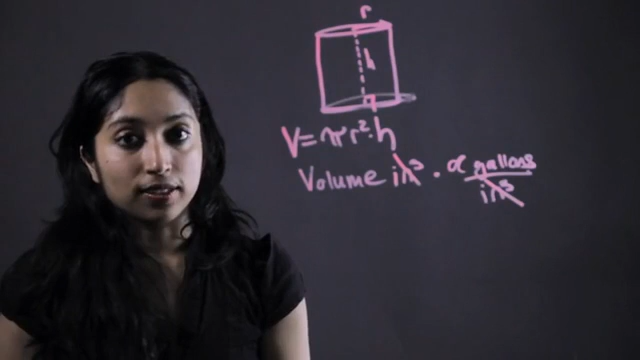 r
h
V=πr²·h
Volume in³ · α gallons
in³